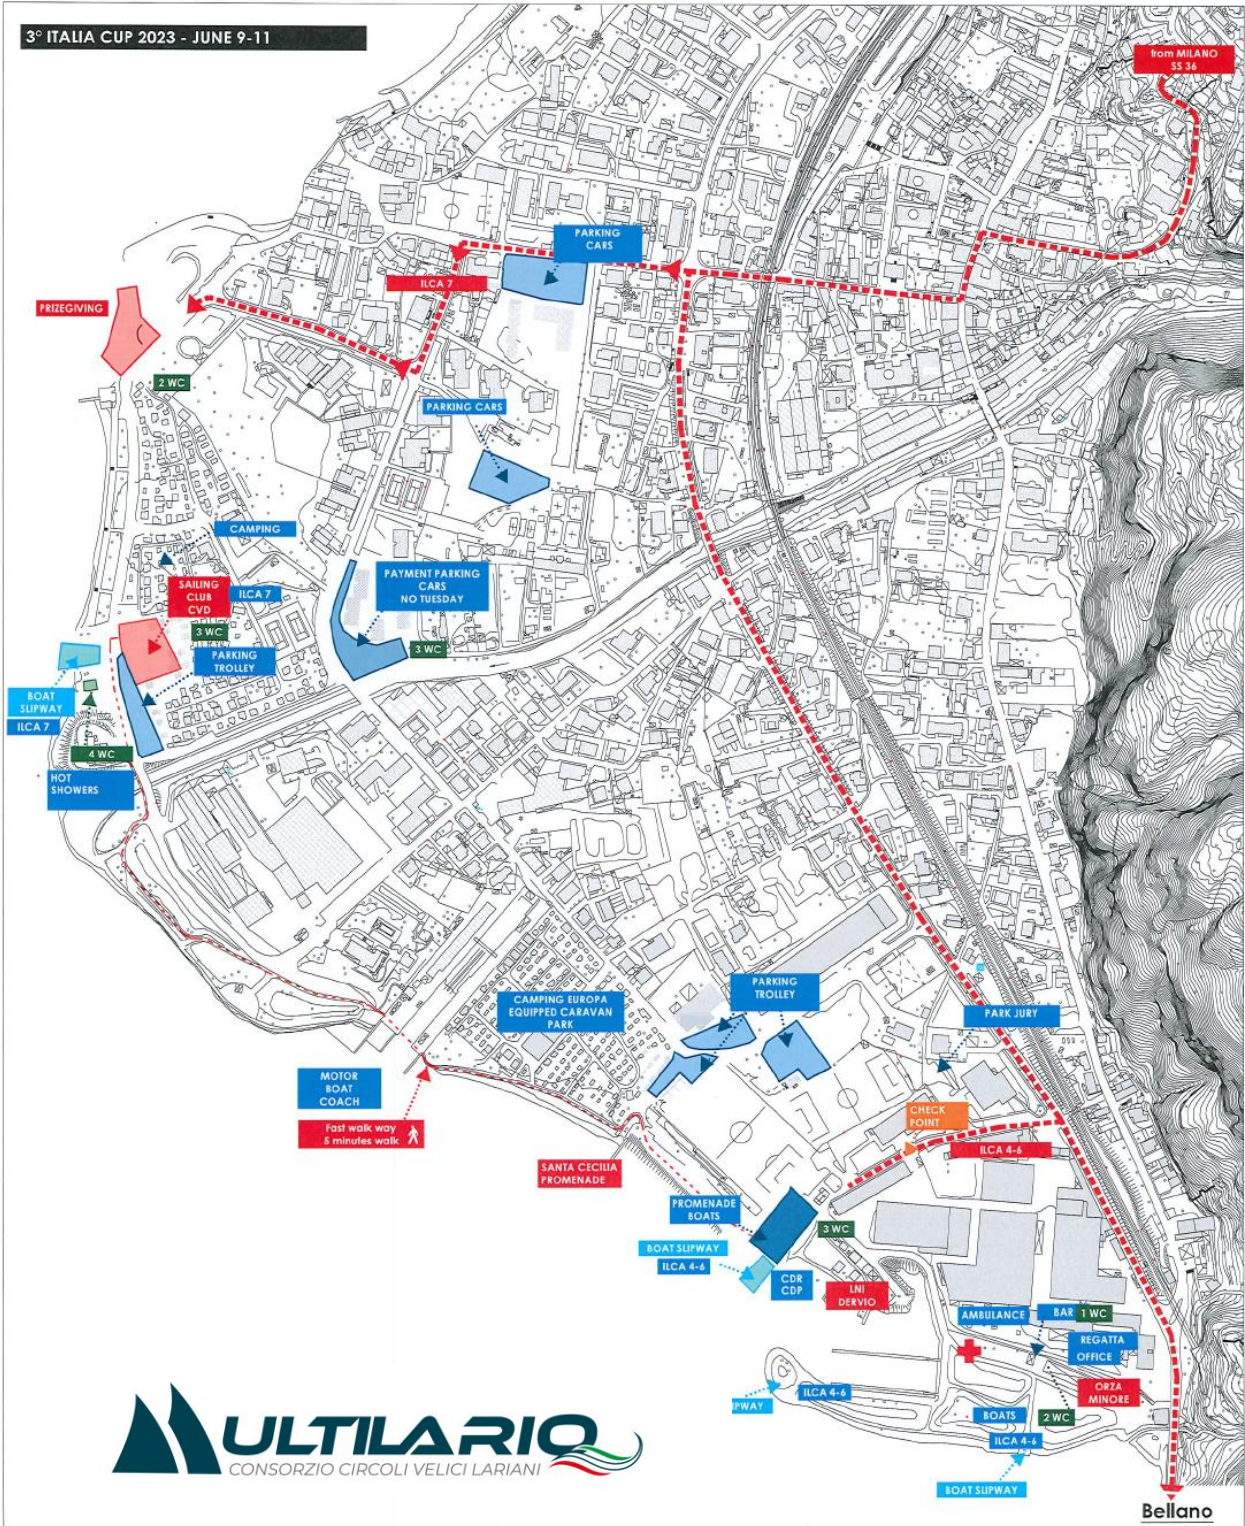 3° ITALIA CUP 2023 - JUNE 9-11
from MILANO
SS 36
PARKING
CARS
ILCA 7
PRIZEGIVING
2 WC
PARKING CARS
CAMPING
SAILING
CLUB
CVD
ILCA 7
PAYMENT PARKING
CARS
NO TUESDAY
3 WC
3 WC
PARKING
TROLLEY
BOAT
SLIPWAY
ILCA 7
4 WC
HOT
SHOWERS
CAMPING EUROPA
EQUIPPED CARAVAN
PARK
PARKING
TROLLEY
PARK JURY
MOTOR
BOAT
COACH
Fast walk way
5 minutes walk
CHECK
POINT
ILCA 4-6
SANTA CECILIA
PROMENADE
PROMENADE
BOATS
3 WC
BOAT SLIPWAY
ILCA 4-6
CDR
CDP
LNI
DERVIO
AMBULANCE
BAR
1 WC
REGATTA
OFFICE
ORZA
MINORE
IPWAY
ILCA 4-6
BOATS
2 WC
ILCA 4-6
BOAT SLIPWAY
Bellano
MULTILARIO
CONSORZIO CIRCOLI VELICI LARIANI